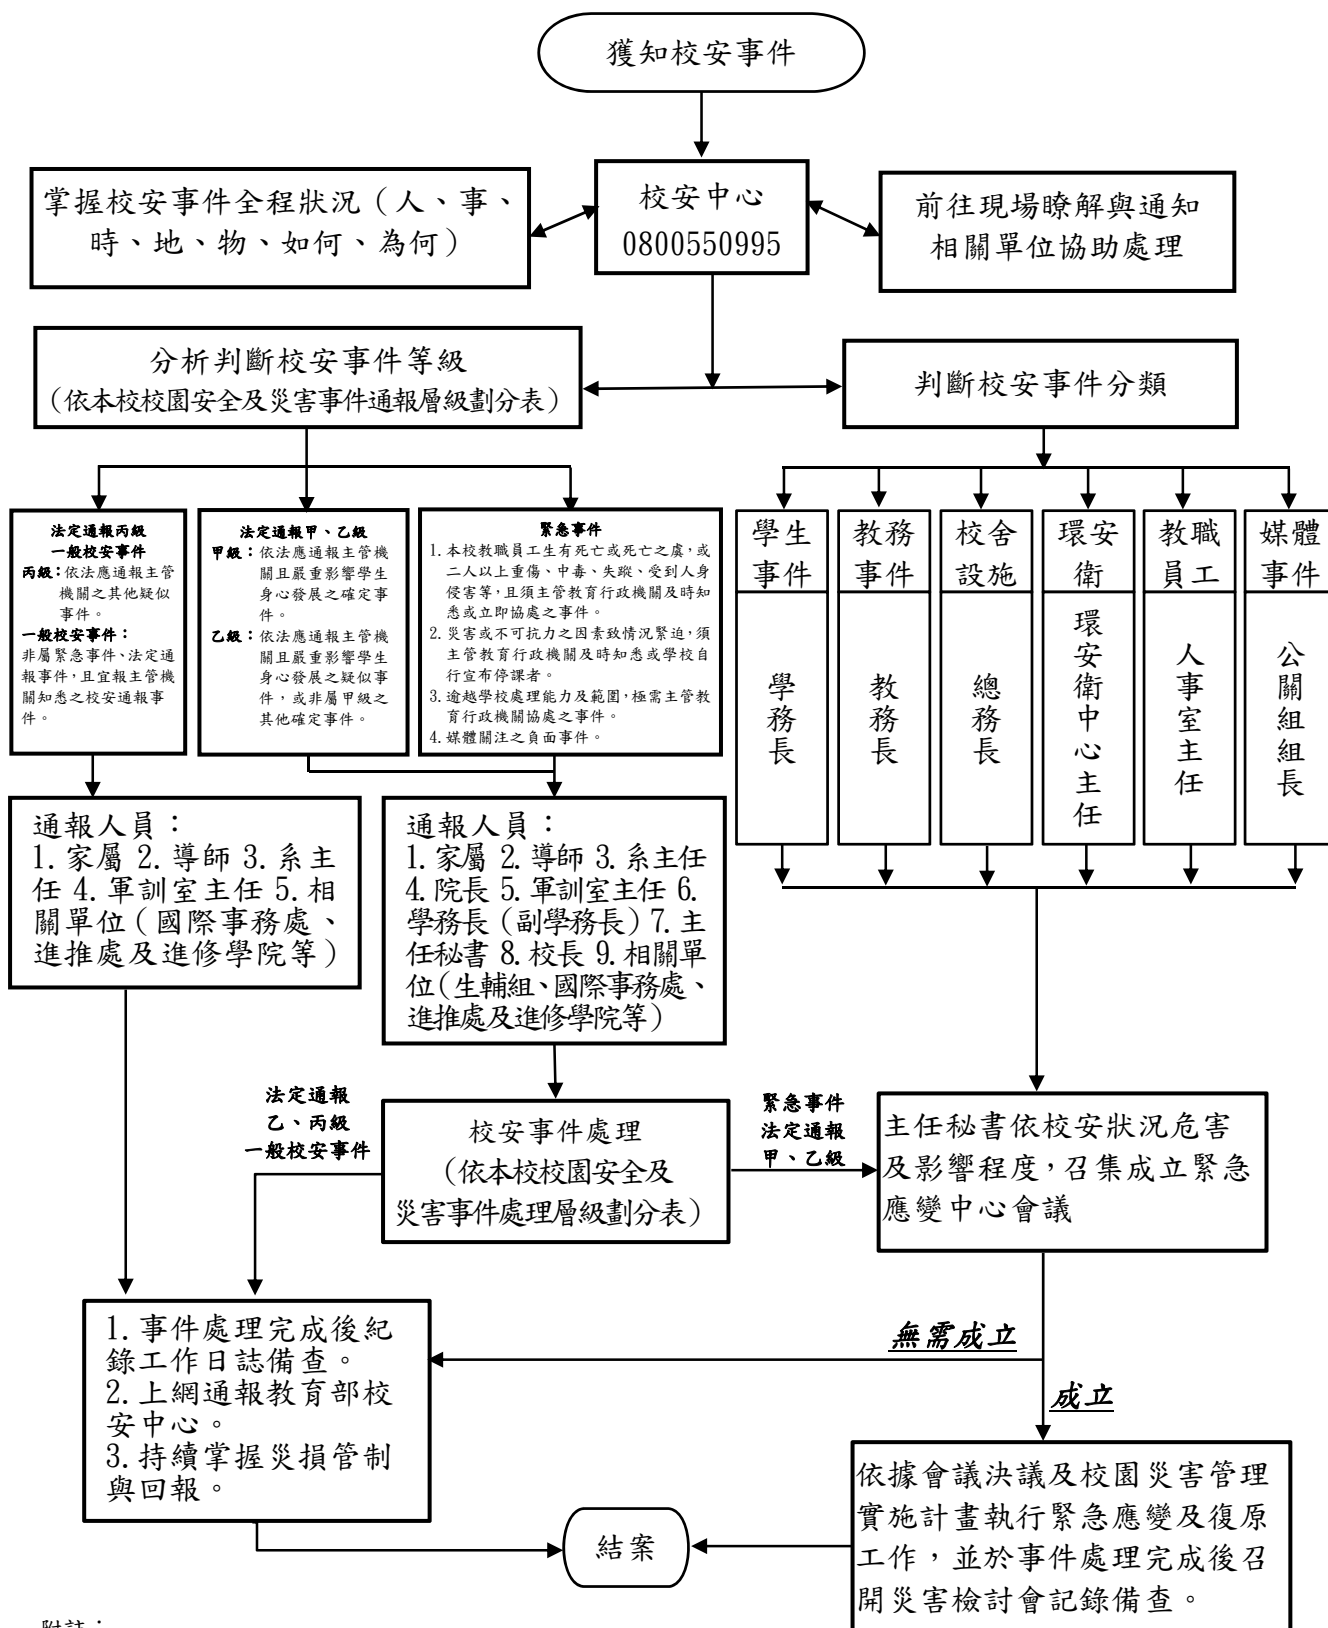 獲知校安事件
掌握校安事件全程狀況（人、事、
時、地、物、如何、為何）
校安中心
0800550995
前往現場瞭解與通知
相關單位協助處理
分析判斷校安事件等級
（依本校校園安全及災害事件通報層級劃分表）
判斷校安事件分類
法定通報丙級
一般校安事件
丙級：依法應通報主管
機關之其他疑似
事件。
一般校安事件：
非屬緊急事件、法定通
報事件，且宜報主管機
關知悉之校安通報事
件。
法定通報甲、乙級
甲級：依法應通報主管機
關且嚴重影響學生
身心發展之確定事
件。
乙級：依法應通報主管機
關且嚴重影響學生
身心發展之疑似事
件，或非屬甲級之
其他確定事件。
緊急事件
1. 本校教職員工生有死亡或死亡之虞，或
二人以上重傷、中毒、失蹤、受到人身
侵害等，且須主管教育行政機關及時知
悉或立即協處之事件。
2. 災害或不可抗力之因素致情況緊迫，須
主管教育行政機關及時知悉或學校自
行宣布停課者。
3. 逾越學校處理能力及範圍，極需主管教
育行政機關協處之事件。
4. 媒體關注之負面事件。
學生
事件
學務長
教務
事件
教務長
校舍
設施
總務長
環安
衛
環安衛中心主任
教職
員工
人事室主任
媒體
事件
公關組組長
通報人員：
1. 家屬 2. 導師 3. 系主
任 4. 軍訓室主任 5. 相
關單位（國際事務處、
進推處及進修學院等）
通報人員：
1. 家屬 2. 導師 3. 系主任
4. 院長 5. 軍訓室主任 6.
學務長（副學務長）7. 主
任秘書 8. 校長 9. 相關單
位（生輔組、國際事務處、
進推處及進修學院等）
法定通報
乙、丙級
一般校安事件
校安事件處理
（依本校校園安全及
災害事件處理層級劃分表）
緊急事件
法定通報
甲、乙級
主任秘書依校安狀況危害
及影響程度，召集成立緊急
應變中心會議
1. 事件處理完成後紀
錄工作日誌備查。
2. 上網通報教育部校
安中心。
3. 持續掌握災損管制
與回報。
無需成立
成立
依據會議決議及校園災害管理
實施計畫執行緊急應變及復原
工作，並於事件處理完成後召
開災害檢討會記錄備查。
結案
附註：